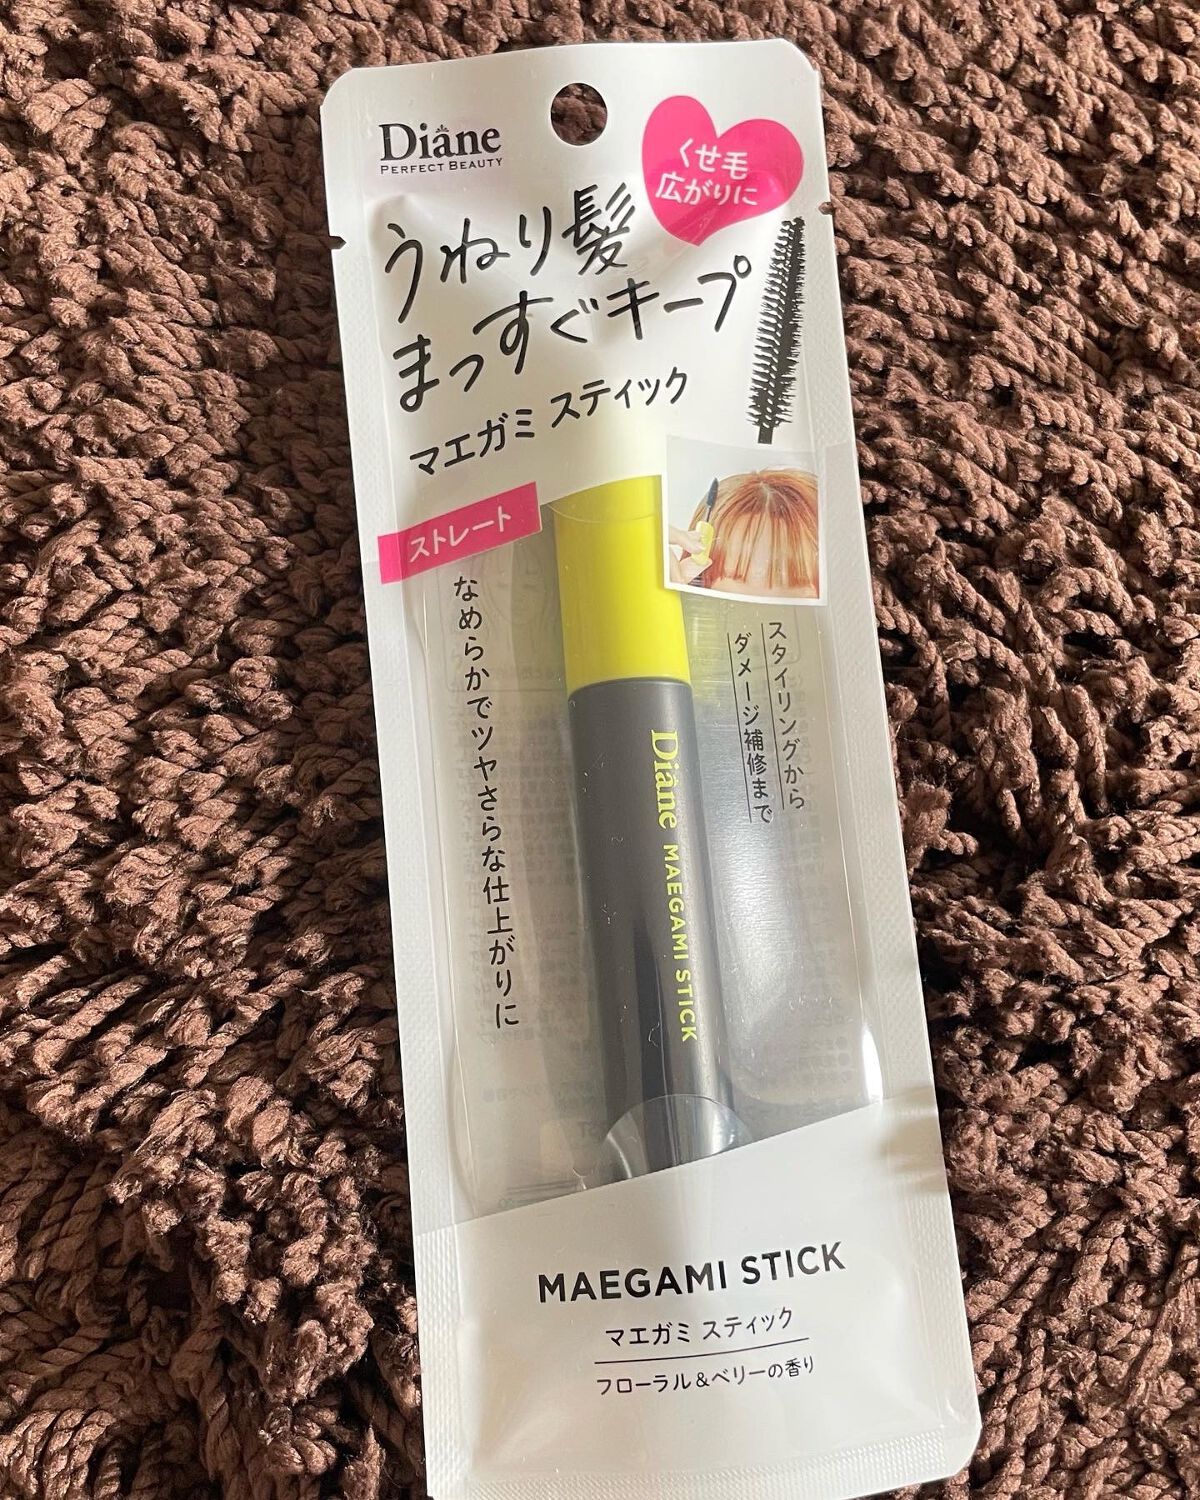 Diane
PERFECT BEAUTY
くせ毛
広がりに
うねり髪
まっすぐキープ
マエガミ スティック
ストレート
なめらかでツヤさらな仕上がりに
スタイリングから
ダメージ補修まで
Diane MAEGAMI STICK
MAEGAMI STICK
マエガミ スティック
フローラル&ベリーの香り